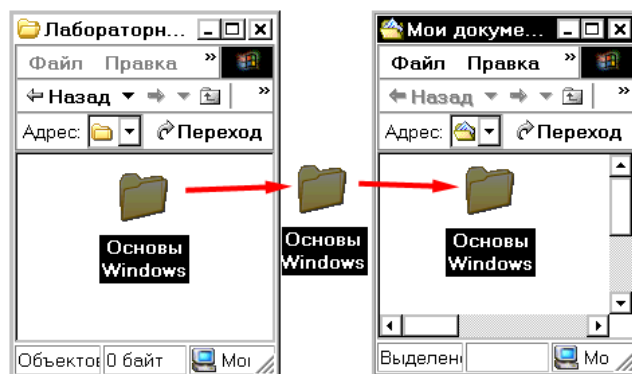 Лабораторн...
Файл Правка »
Назад »
Адрес: Переход
Основы
Windows
Объектов 0 байт Мо
Основы
Windows
Мои докуме...
Файл Правка »
Назад »
Адрес: Переход
Основы
Windows
Выделен Мо